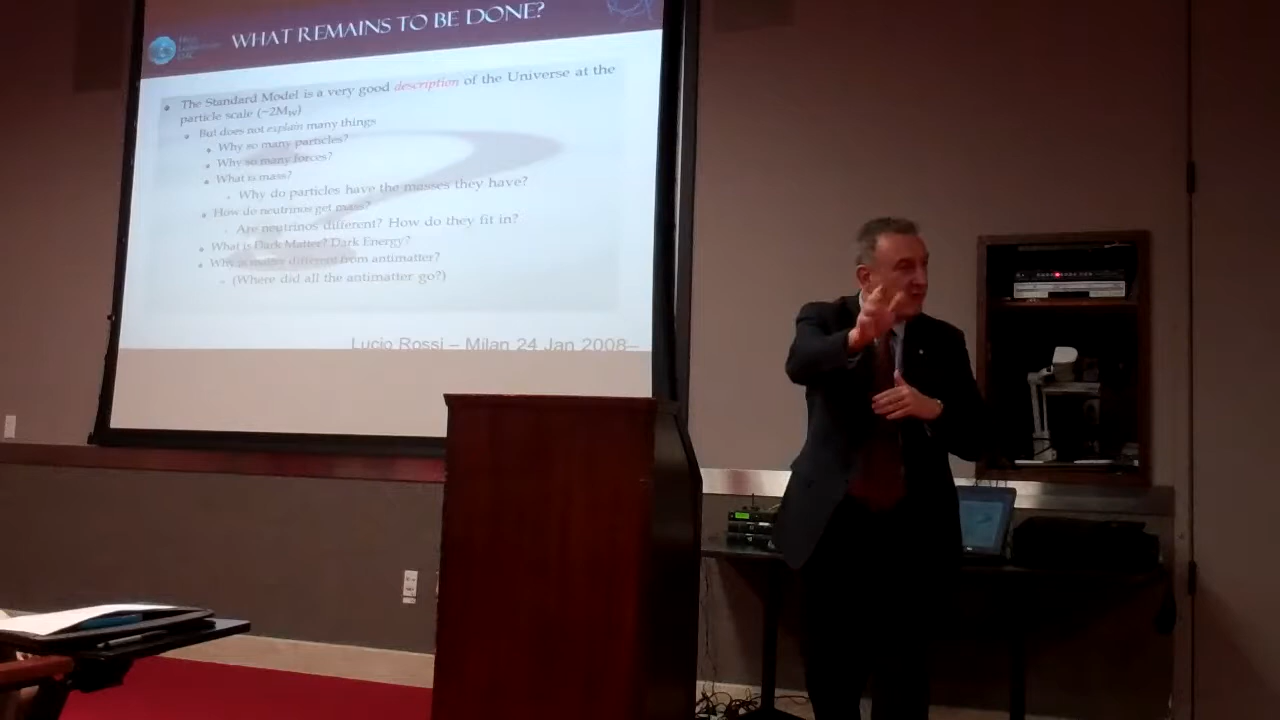 WHAT REMAINS TO BE DONE?
The Standard Model is a very good description of the Universe at the
particle scale (~2MW)
But does not explain many things
Why so many particles?
Why so many forces?
What is mass?
Why do particles have the masses they have?
How do neutrinos get mass?
Are neutrinos different? How do they fit in?
What is Dark Matter? Dark Energy?
Why is matter different from antimatter?
(Where did all the antimatter go?)
Lucio Rossi – Milan 24 Jan 2008–